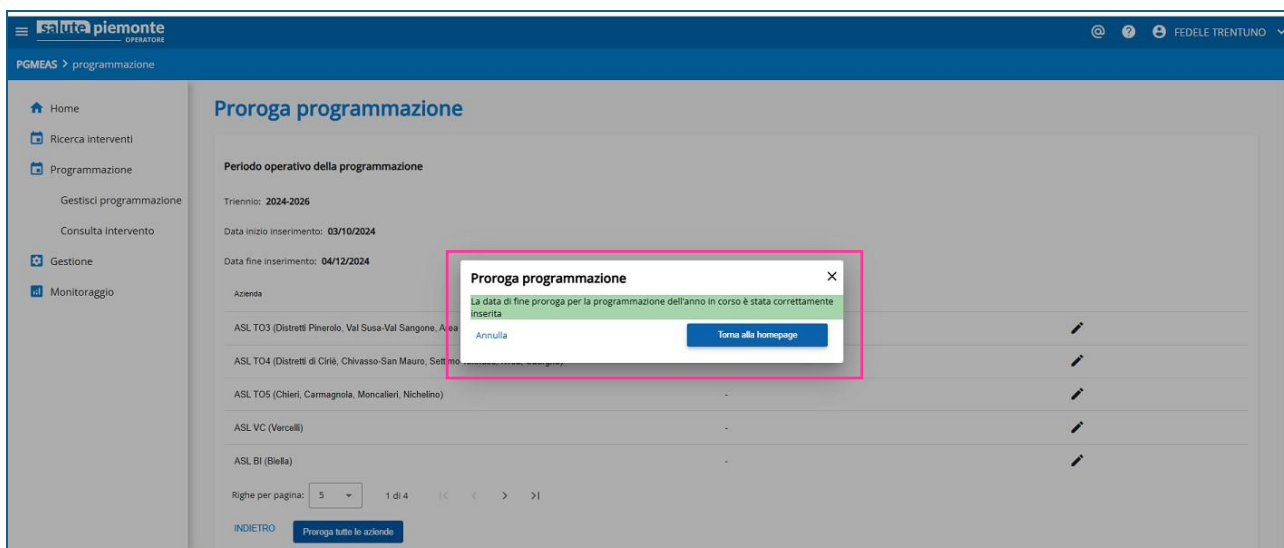 salute piemonte
OPERATORE
@ ? FEDELE TRENTUNO
PGMEAS > programmazione
Home
Ricerca interventi
Programmazione
Gestisci programmazione
Consulta intervento
Gestione
Monitoraggio
Proroga programmazione
Periodo operativo della programmazione
Triennio: 2024-2026
Data inizio inserimento: 03/10/2024
Data fine inserimento: 04/12/2024
Azienda
Proroga programmazione
La data di fine proroga per la programmazione dell'anno in corso è stata correttamente
inserita
Annulla
Torna alla homepage
ASL TO3 (Distretti Pinerolo, Val Susa-Val Sangone, Area
ASL TO4 (Distretti di Ciriè, Chivasso-San Mauro, Settimo
ASL TO5 (Chieri, Carmagnola, Moncalieri, Nichelino) -
ASL VC (Vercelli) -
ASL BI (Biella) -
Righe per pagina: 5 1 di 4
INDIETRO Proroga tutte le aziende